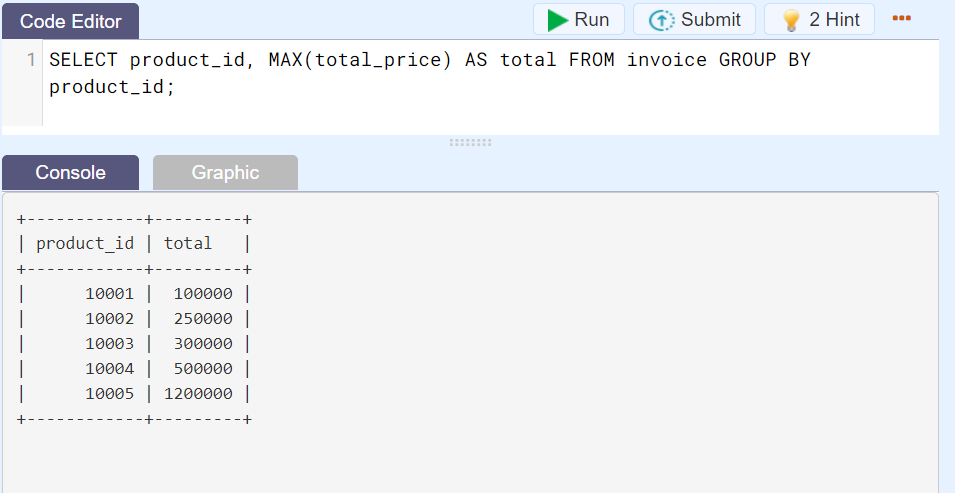 Code Editor
Run
Submit
2 Hint
1 SELECT product_id, MAX(total_price) AS total FROM invoice GROUP BY
product_id;
Console
Graphic
+------------+---------+
| product_id | total   |
+------------+---------+
|      10001 |  100000 |
|      10002 |  250000 |
|      10003 |  300000 |
|      10004 |  500000 |
|      10005 | 1200000 |
+------------+---------+